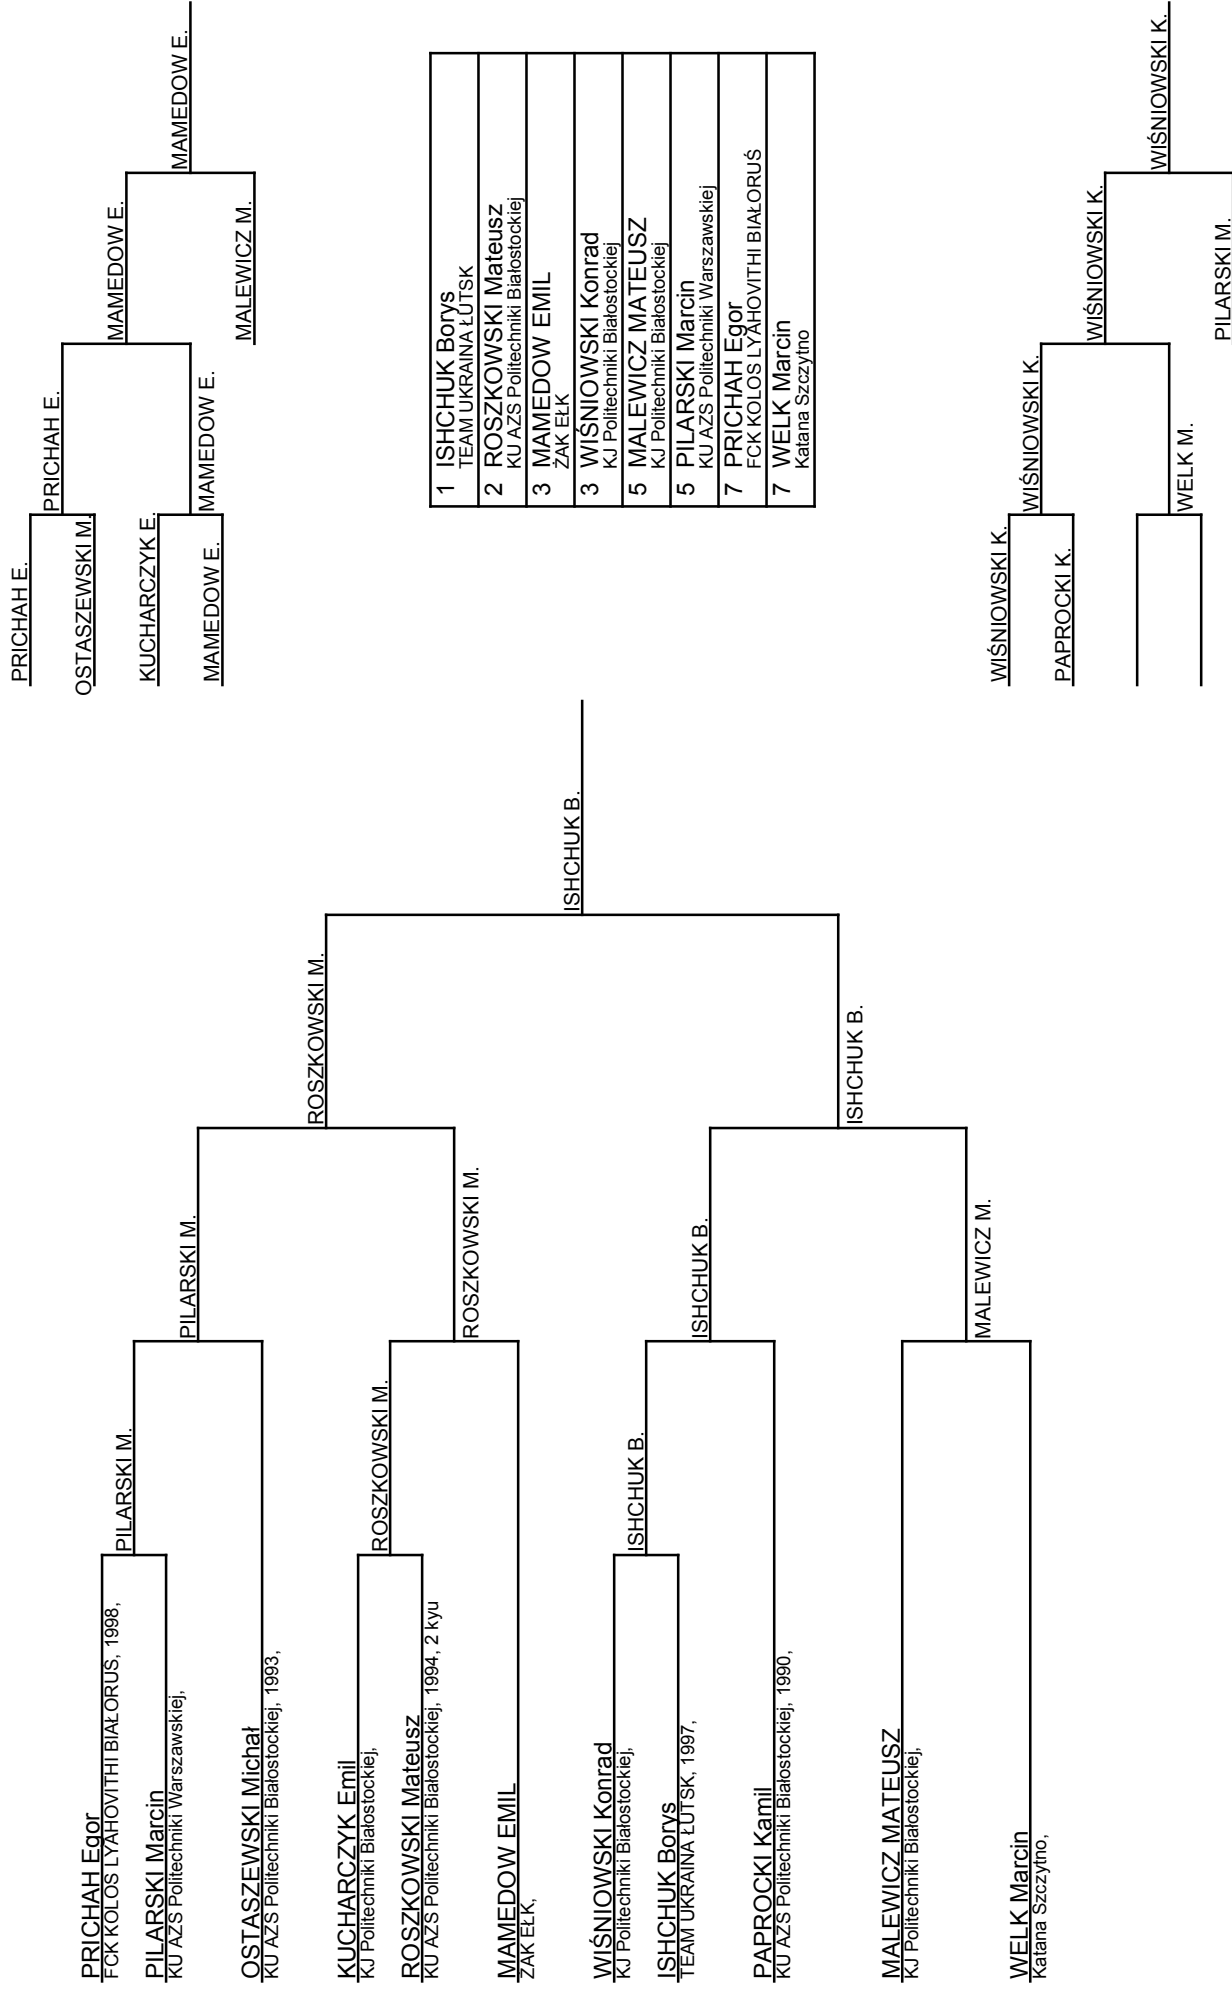 PRICHAH Egor
FCK KOLOS LYAHOVITHI BIAŁORUS, 1998,
PILARSKI Marcin
KU AZS Politechniki Warszawskiej,
OSTASZEWSKI Michał
KU AZS Politechniki Białostockiej, 1993,
KUCHARCZYK Emil
KJ Politechniki Białostockiej,
ROSZKOWSKI Mateusz
KU AZS Politechniki Białostockiej, 1994, 2 kyu
MAMEDOW EMIL
ŻAK EŁK,
WIŚNIOWSKI Konrad
KJ Politechniki Białostockiej,
ISHCHUK Borys
TEAM UKRAINA ŁUTSK, 1997,
PAPROCKI Kamil
KU AZS Politechniki Białostockiej, 1990,
MALEWICZ MATEUSZ
KJ Politechniki Białostockiej,
WELK Marcin
Katana Szczytno,
PILARSKI M.
ROSZKOWSKI M.
ISHCHUK B.
PILARSKI M.
ROSZKOWSKI M.
ISHCHUK B.
MALEWICZ M.
ROSZKOWSKI M.
ISHCHUK B.
ISHCHUK B.
PRICHAH E.
OSTASZEWSKI M.
KUCHARCZYK E.
MAMEDOW E.
PRICHAH E.
MAMEDOW E.
MAMEDOW E.
MALEWICZ M.
MAMEDOW E.
1 ISHCHUK Borys
TEAM UKRAINA ŁUTSK
2 ROSZKOWSKI Mateusz
KU AZS Politechniki Białostockiej
3 MAMEDOW EMIL
ŻAK EŁK
3 WIŚNIOWSKI Konrad
KJ Politechniki Białostockiej
5 MALEWICZ MATEUSZ
KJ Politechniki Białostockiej
5 PILARSKI Marcin
KU AZS Politechniki Warszawskiej
7 PRICHAH Egor
FCK KOLOS LYAHOVITHI BIAŁORUŚ
7 WELK Marcin
Katana Szczytno
WIŚNIOWSKI K.
PAPROCKI K.
WIŚNIOWSKI K.
WELK M.
WIŚNIOWSKI K.
PILARSKI M.
WIŚNIOWSKI K.